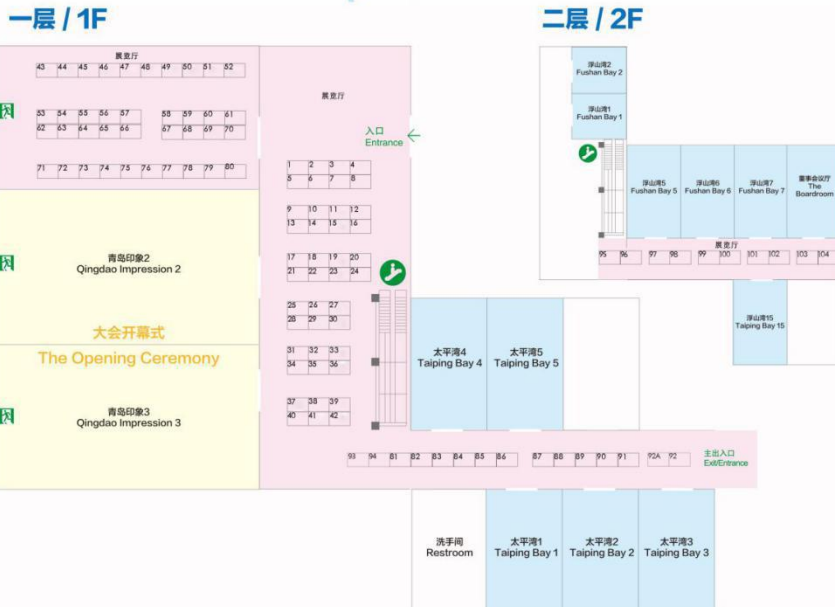 一层 / 1F
二层 / 2F
展览厅
43 44 45 46 47 48 49 50 51 52
53 54 55 56 57 58 59 60 61
62 63 64 65 66 67 68 69 70
71 72 73 74 75 76 77 78 79 80
青岛印象2
Qingdao Impression 2
大会开幕式
The Opening Ceremony
青岛印象3
Qingdao Impression 3
展览厅
入口
Entrance
1 2 3 4
5 6 7 8
9 10 11 12
13 14 15 16
17 18 19 20
21 22 23 24
25 26 27
28 29 30
31 32 33
34 35 36
37 38 39
40 41 42
太平湾4
Taiping Bay 4
太平湾5
Taiping Bay 5
93 94 81 82 83 84 85 86 87 88 89 90 91 92A 92
主出入口
Exit/Entrance
洗手间
Restroom
太平湾1
Taiping Bay 1
太平湾2
Taiping Bay 2
太平湾3
Taiping Bay 3
浮山湾2
Fushan Bay 2
浮山湾1
Fushan Bay 1
浮山湾5
Fushan Bay 5
浮山湾6
Fushan Bay 6
浮山湾7
Fushan Bay 7
董事会议厅
The
Boardroom
展览厅
95 96 97 98 99 100 101 102 103 104
浮山湾15
Taiping Bay 15